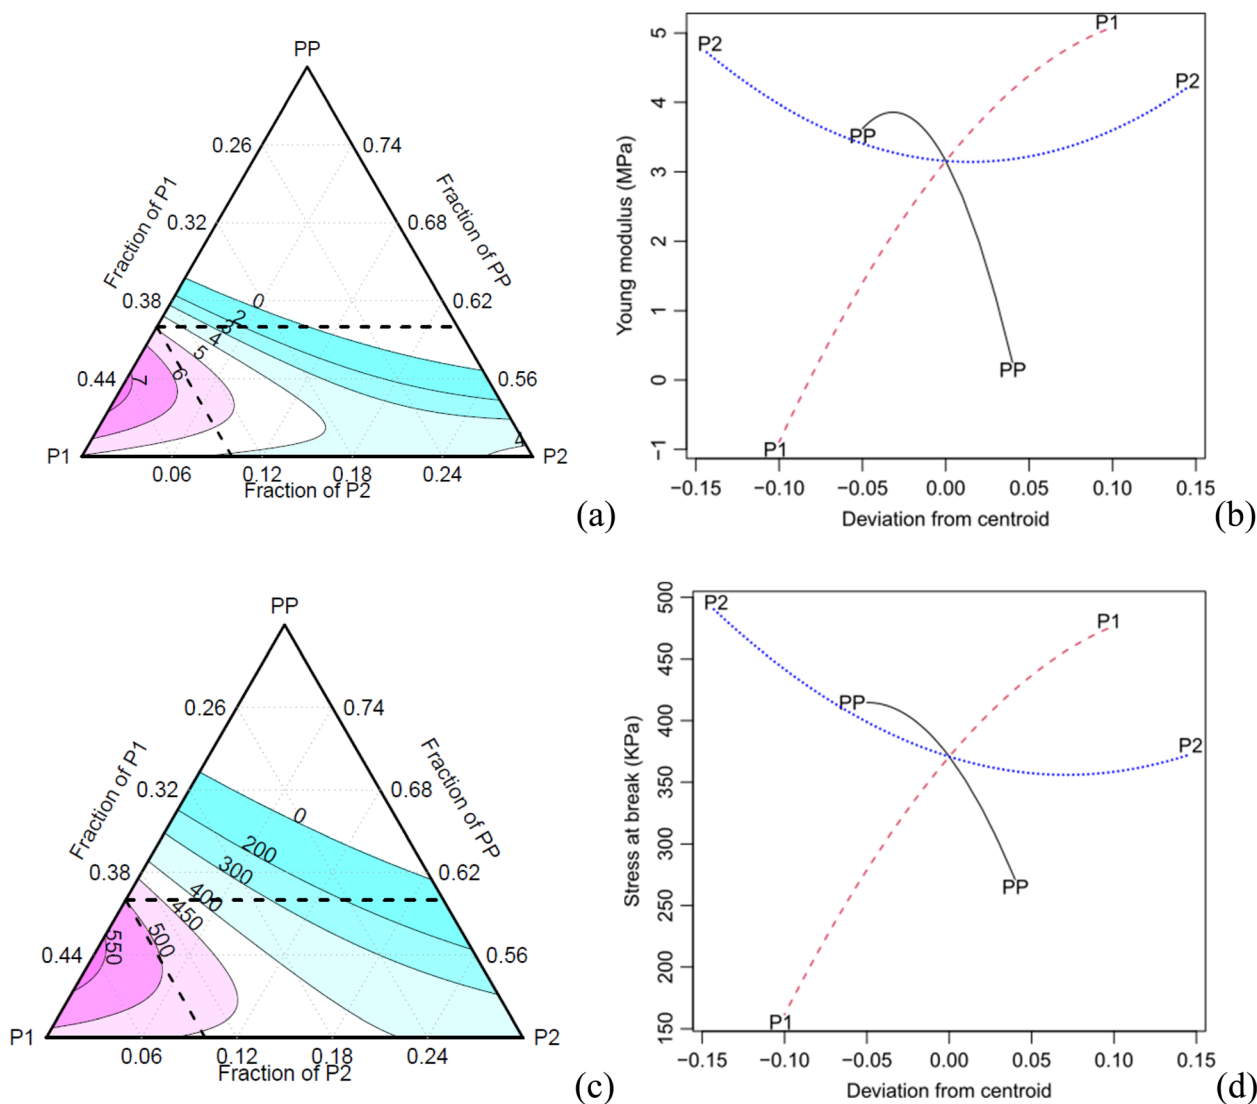 PP
0.26
0.74
Fraction of P1
Fraction of PP
0.32
0.68
0.38
0
0.62
2
3
4
5
0.44
7
6
0.56
4
P1
P2
0.06
0.12
0.18
0.24
Fraction of P2
(a)
P1
P2
P2
PP
PP
P1
5
4
3
2
1
0
−1
Young modulus (MPa)
−0.15
−0.10
−0.05
0.00
0.05
0.10
0.15
Deviation from centroid
(b)
PP
0.26
0.74
Fraction of P1
Fraction of PP
0.32
0.68
0
200
300
0.38
0.62
400
450
500
550
0.44
0.56
P1
P2
0.06
0.12
0.18
0.24
Fraction of P2
(c)
P2
P1
PP
P2
PP
P1
500
450
400
350
300
250
200
150
Stress at break (KPa)
−0.15
−0.10
−0.05
0.00
0.05
0.10
0.15
Deviation from centroid
(d)